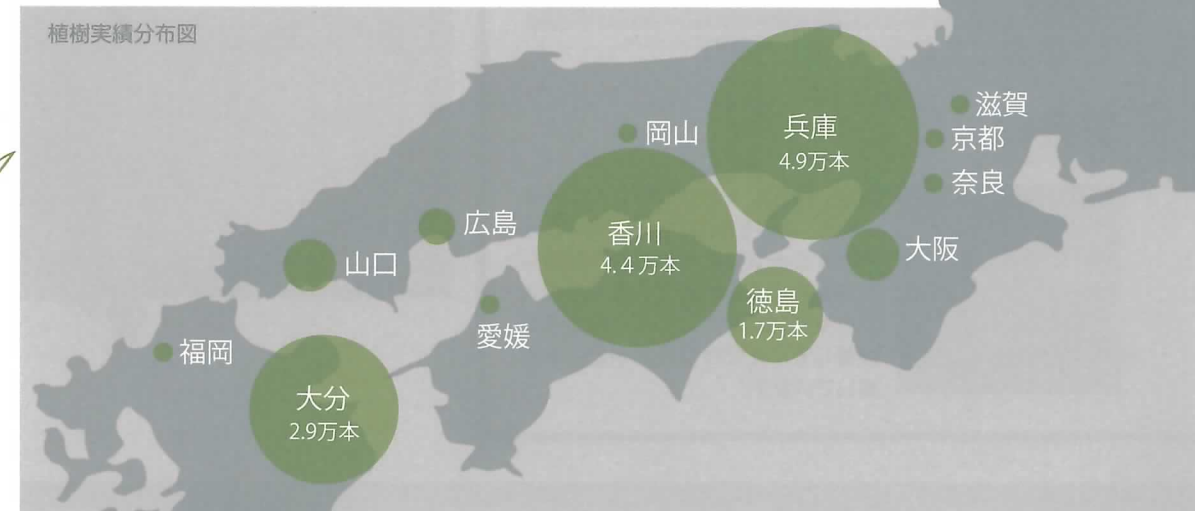 植樹実績分布図
滋賀
兵庫
4.9万本
岡山
京都
奈良
広島
香川
4.4万本
大阪
山口
徳島
1.7万本
愛媛
福岡
大分
2.9万本